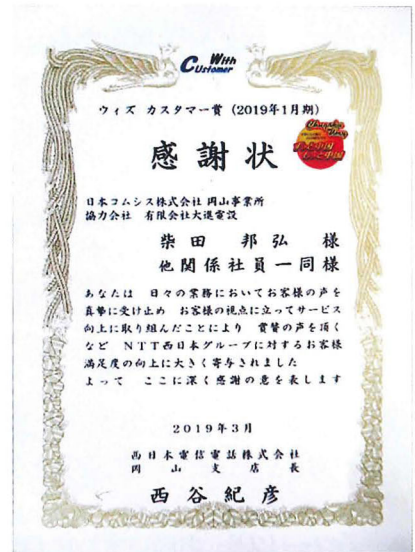 With
Customer
ウィズ カスタマー賞（2019年1月期）
感謝状
日本コムシス株式会社 岡山事業所
協力会社 有限会社大進電設
柴田 邦弘 様
他関係社員一同様
あなたは 日々の業務においてお客様の声を
真摯に受け止め お客様の視点に立ってサービス
向上に取り組んだことにより 賞賛の声を頂く
など NTT西日本グループに対するお客様
満足度の向上に大きく寄与されました
よって ここに深く感謝の意を表します
2019年3月
西日本電信電話株式会社
岡山支店長
西谷紀彦